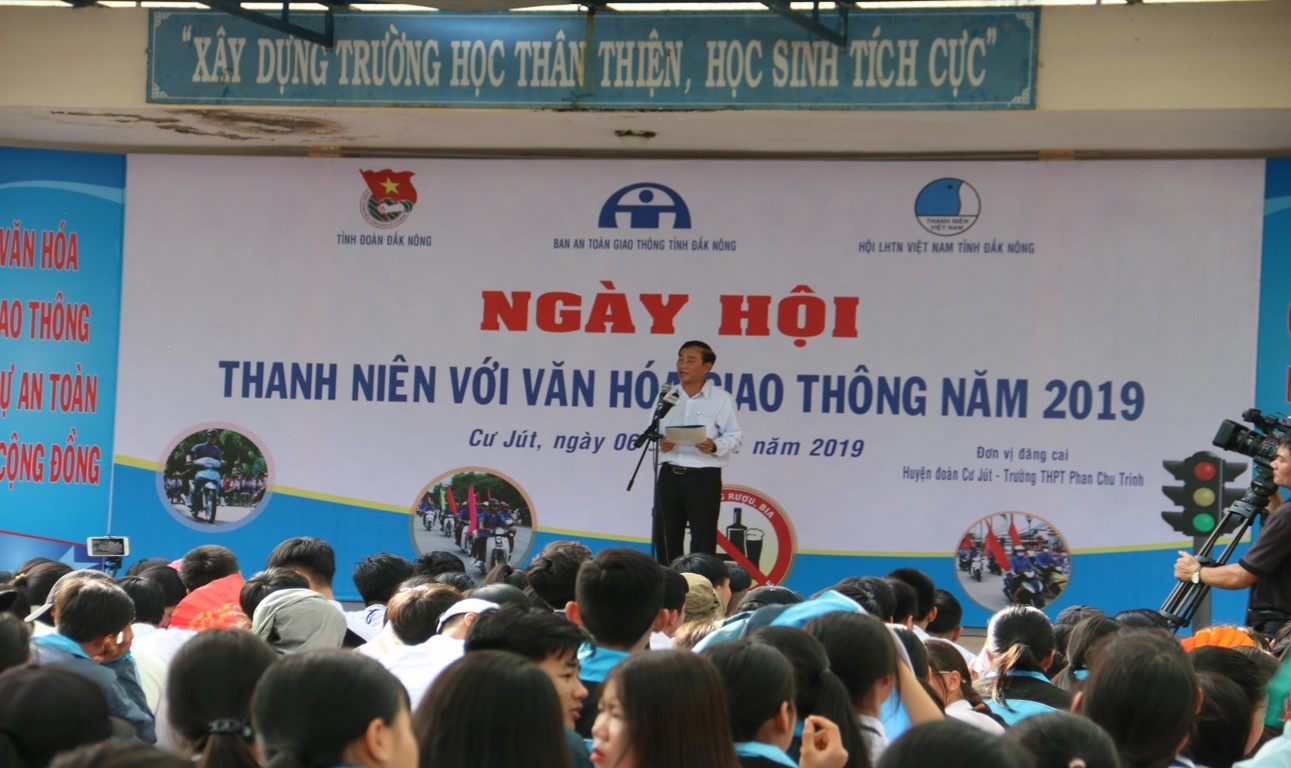 "XÂY DỰNG TRƯỜNG HỌC THÂN THIỆN, HỌC SINH TÍCH CỰC"
TỈNH ĐOÀN ĐẮK NÔNG
BAN AN TOÀN GIAO THÔNG TỈNH ĐẮK NÔNG
THANH NIÊN
VIỆT NAM
HỘI LHTN VIỆT NAM TỈNH ĐẮK NÔNG
NGÀY HỘI
THANH NIÊN VỚI VĂN HÓA GIAO THÔNG NĂM 2019
Cư Jút, ngày 06 năm 2019
Đơn vị đăng cai
Huyện đoàn Cư Jút - Trường THPT Phan Chu Trinh
VĂN HÓA
AO THÔNG
Ự AN TOÀN
CỘNG ĐỒNG
RƯỢU, BIA